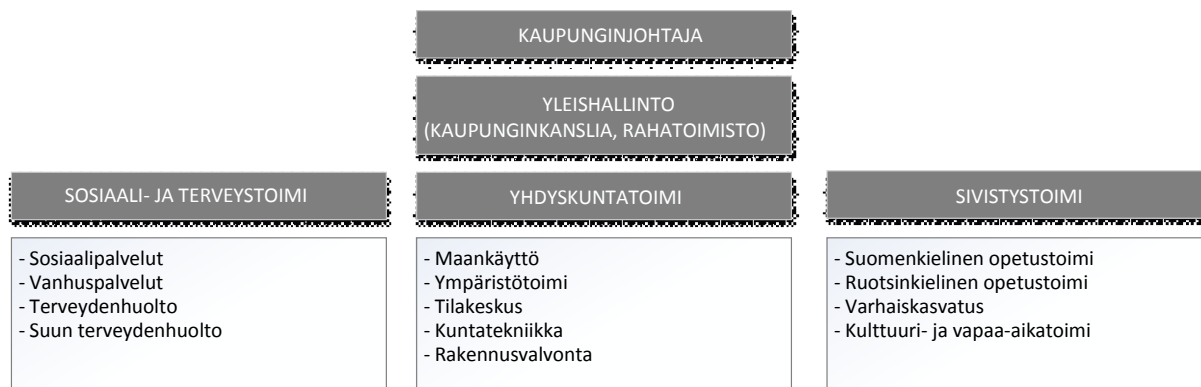 KAUPUNGINJOHTAJA
YLEISHALLINTO
(KAUPUNGINKANSLIA, RAHATOIMISTO)
SOSIAALI- JA TERVEYSTOIMI
- Sosiaalipalvelut
- Vanhuspalvelut
- Terveydenhuolto
- Suun terveydenhuolto
YHDYSKUNTATOIMI
- Maankäyttö
- Ympäristötoimi
- Tilakeskus
- Kuntatekniikka
- Rakennusvalvonta
SIVISTYSTOIMI
- Suomenkielinen opetustoimi
- Ruotsinkielinen opetustoimi
- Varhaiskasvatus
- Kulttuuri- ja vapaa-aikatoimi